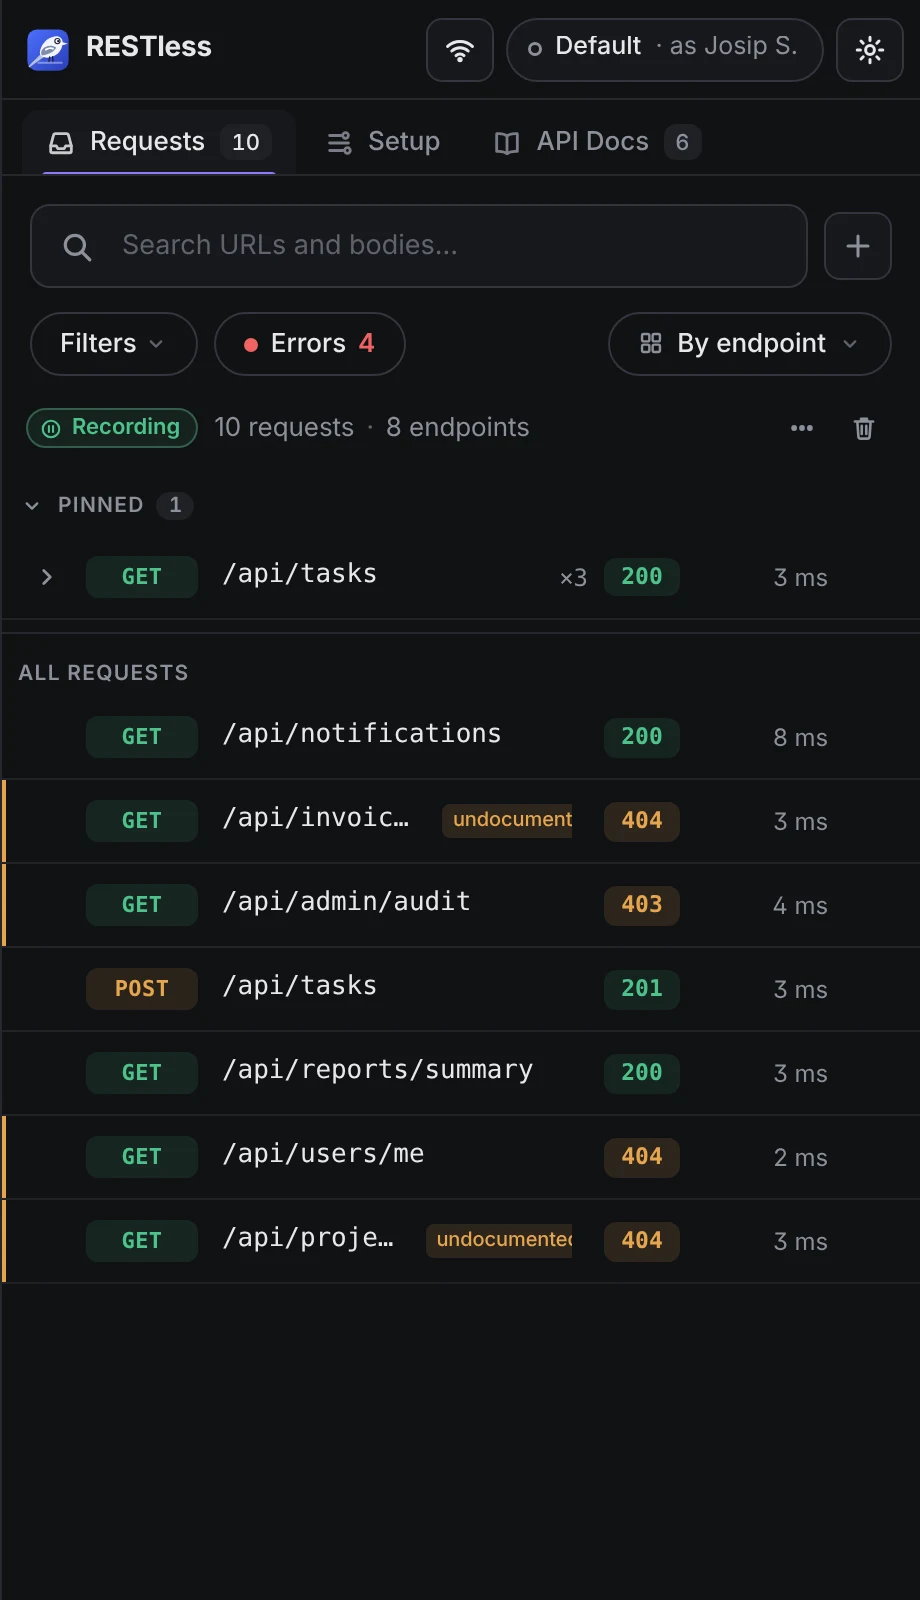 RESTless
Default · as Josip S.
Requests 10
Setup
API Docs 6
Search URLs and bodies...
Filters
Errors 4
By endpoint
Recording
10 requests · 8 endpoints
PINNED 1
GET /api/tasks ×3 200 3 ms
ALL REQUESTS
GET /api/notifications 200 8 ms
GET /api/invoic… undocument 404 3 ms
GET /api/admin/audit 403 4 ms
POST /api/tasks 201 3 ms
GET /api/reports/summary 200 3 ms
GET /api/users/me 404 2 ms
GET /api/proje… undocumented 404 3 ms